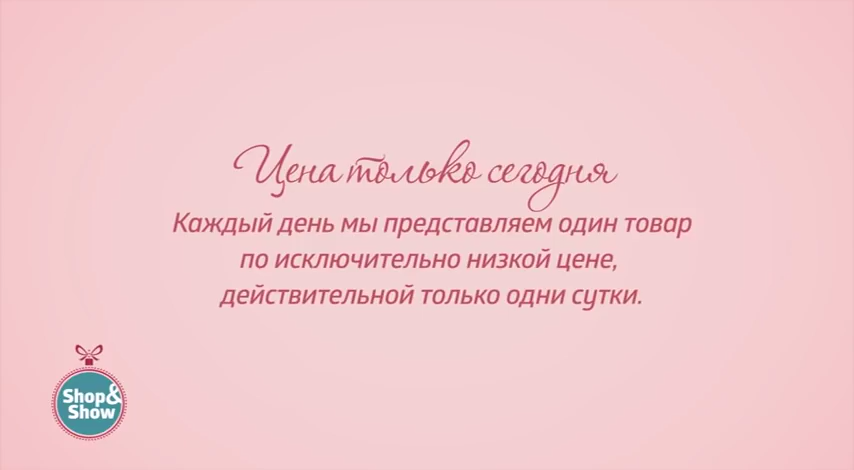 Цена только сегодня
Каждый день мы представляем один товар
по исключительно низкой цене,
действительной только одни сутки.
Shop&
Show